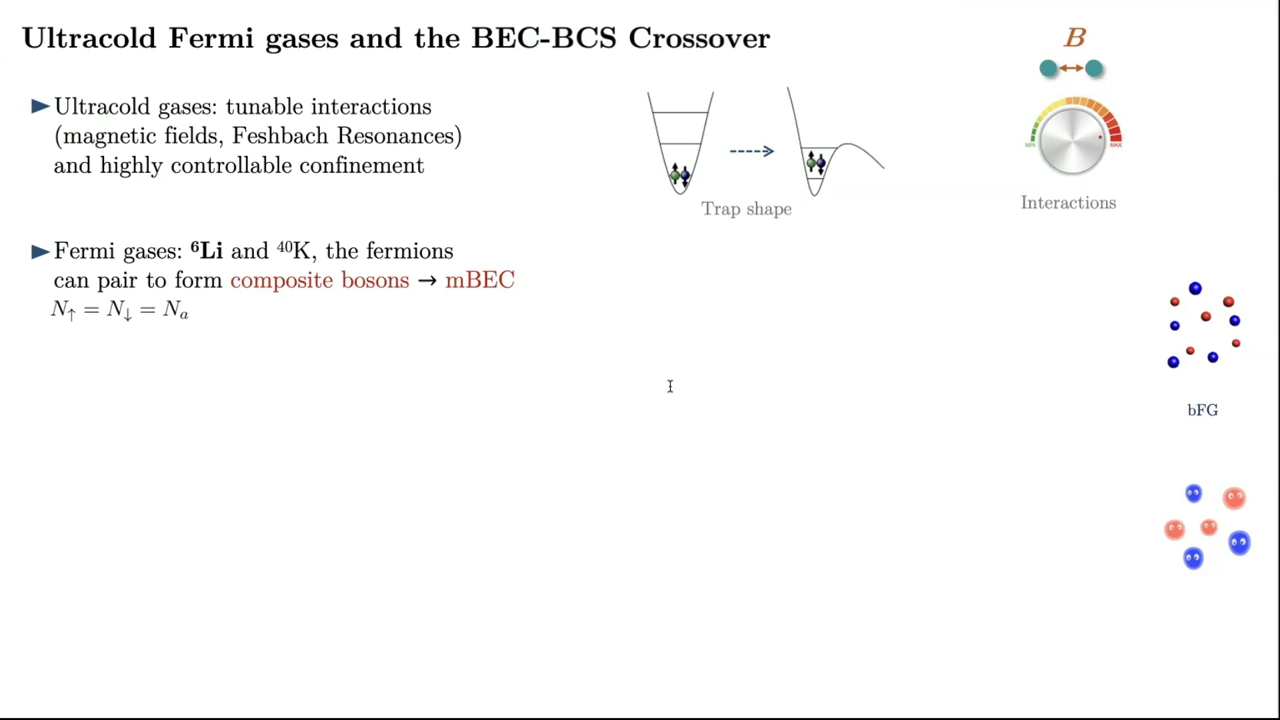 Ultracold Fermi gases and the BEC-BCS Crossover
B
▶Ultracold gases: tunable interactions
(magnetic fields, Feshbach Resonances)
and highly controllable confinement
MIN
MAX
Trap shape
Interactions
▶Fermi gases: ⁶Li and ⁴⁰K, the fermions
can pair to form composite bosons → mBEC
N↑ = N↓ = Nₐ
bFG